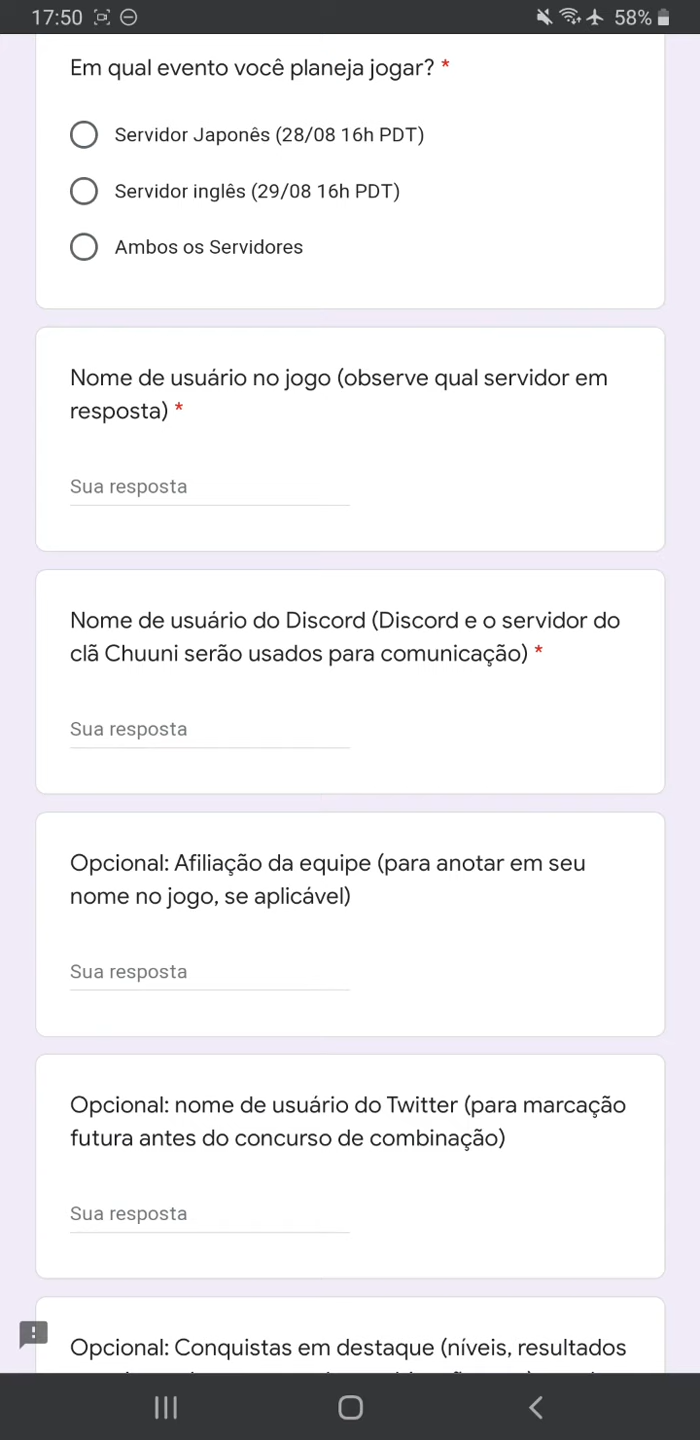 17:50 58%
Em qual evento você planeja jogar? *
Servidor Japonês (28/08 16h PDT)
Servidor inglês (29/08 16h PDT)
Ambos os Servidores
Nome de usuário no jogo (observe qual servidor em
resposta) *
Sua resposta
Nome de usuário do Discord (Discord e o servidor do
clã Chuuni serão usados para comunicação) *
Sua resposta
Opcional: Afiliação da equipe (para anotar em seu
nome no jogo, se aplicável)
Sua resposta
Opcional: nome de usuário do Twitter (para marcação
futura antes do concurso de combinação)
Sua resposta
Opcional: Conquistas em destaque (níveis, resultados